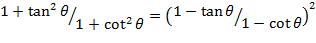 1 + tan² θ/1 + cot² θ = (1 − tan θ/1 − cot θ)²